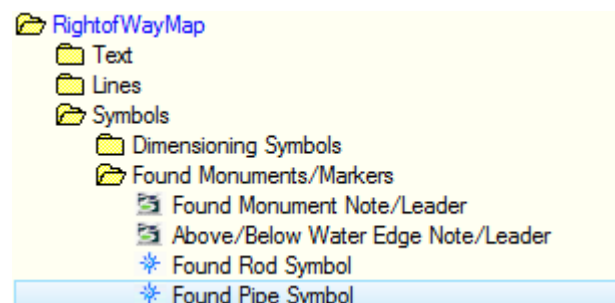 RightofWayMap
Text
Lines
Symbols
Dimensioning Symbols
Found Monuments/Markers
Found Monument Note/Leader
Above/Below Water Edge Note/Leader
Found Rod Symbol
Found Pipe Symbol